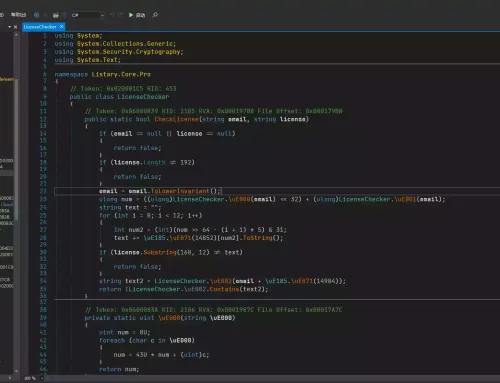 帮助(H)
C#
启动
LicenseChecker
1 using System;
2 using System.Collections.Generic;
3 using System.Security.Cryptography;
4 using System.Text;
5
6 namespace Listary.Core.Pro
7 {
8 // Token: 0x020001C5 RID: 453
9 public class LicenseChecker
10 {
11 // Token: 0x06000839 RID: 2105 RVA: 0x000197B0 File Offset: 0x000179B0
12 public static bool CheckLicense(string email, string license)
13 {
14 if (email == null || license == null)
15 {
16 return false;
17 }
18 if (license.Length != 192)
19 {
20 return false;
21 }
22 email = email.ToLowerInvariant();
23 ulong num = ((ulong)LicenseChecker.\uE000(email) << 32) + (ulong)LicenseChecker.\uE001(email);
24 string text = "";
25 for (int i = 0; i < 12; i++)
26 {
27 int num2 = (int)(num >> 64 - (i + 1) * 5) & 31;
28 text += \uE185.\uE071(14852)[num2].ToString();
29 }
30 if (license.Substring(168, 12) != text)
31 {
32 return false;
33 }
34 string text2 = LicenseChecker.\uE002(email + \uE185.\uE071(14904));
35 return !LicenseChecker.\uE002.Contains(text2);
36 }
37
38 // Token: 0x0600083A RID: 2106 RVA: 0x0001987C File Offset: 0x00017A7C
39 private static uint \uE000(string \uE000)
40 {
41 uint num = 0U;
42 foreach (char c in \uE000)
43 {
44 num = 43U * num + (uint)c;
45 }
46 return num;